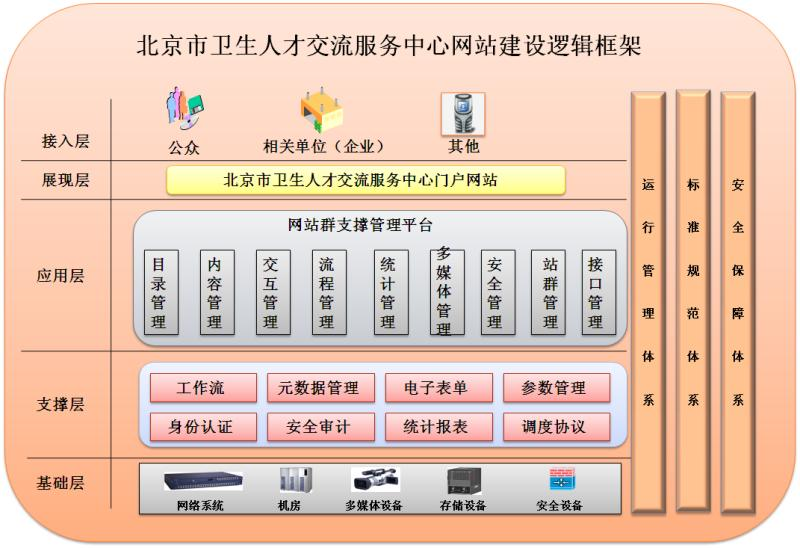 北京市卫生人才交流服务中心网站建设逻辑框架
接入层
公众
相关单位（企业）
其他
展现层
北京市卫生人才交流服务中心门户网站
应用层
网站群支撑管理平台
目录管理
内容管理
交互管理
流程管理
统计管理
多媒体管理
安全管理
站群管理
接口管理
支撑层
工作流
元数据管理
电子表单
参数管理
身份认证
安全审计
统计报表
调度协议
基础层
网络系统
机房
多媒体设备
存储设备
安全设备
运行管理体系
标准规范体系
安全保障体系